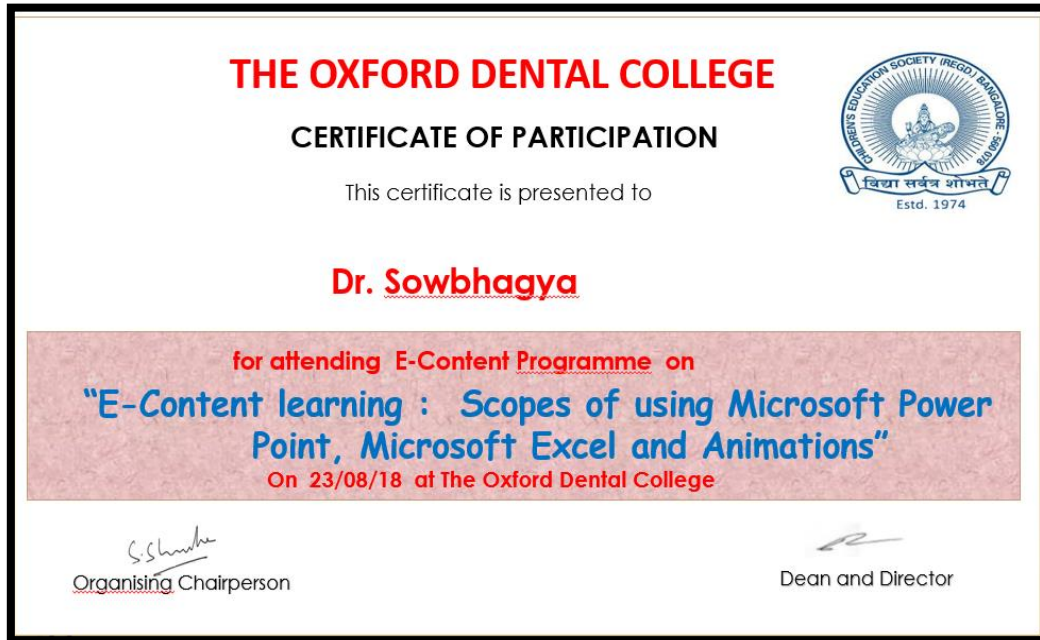 THE OXFORD DENTAL COLLEGE
CHILDREN'S EDUCATION SOCIETY (REGD.) BANGALORE - 560 078
विद्या सर्वत्र शोभते
Estd. 1974
CERTIFICATE OF PARTICIPATION
This certificate is presented to
Dr. Sowbhagya
for attending E-Content Programme on
“E-Content learning : Scopes of using Microsoft Power
Point, Microsoft Excel and Animations”
On 23/08/18 at The Oxford Dental College
Organising Chairperson
Dean and Director